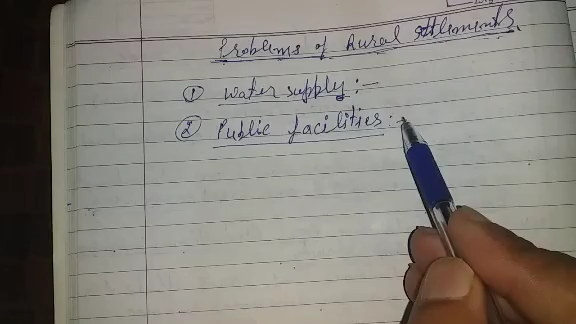 Problems of Rural Settlements
① Water supply :-
② Public facilities :-